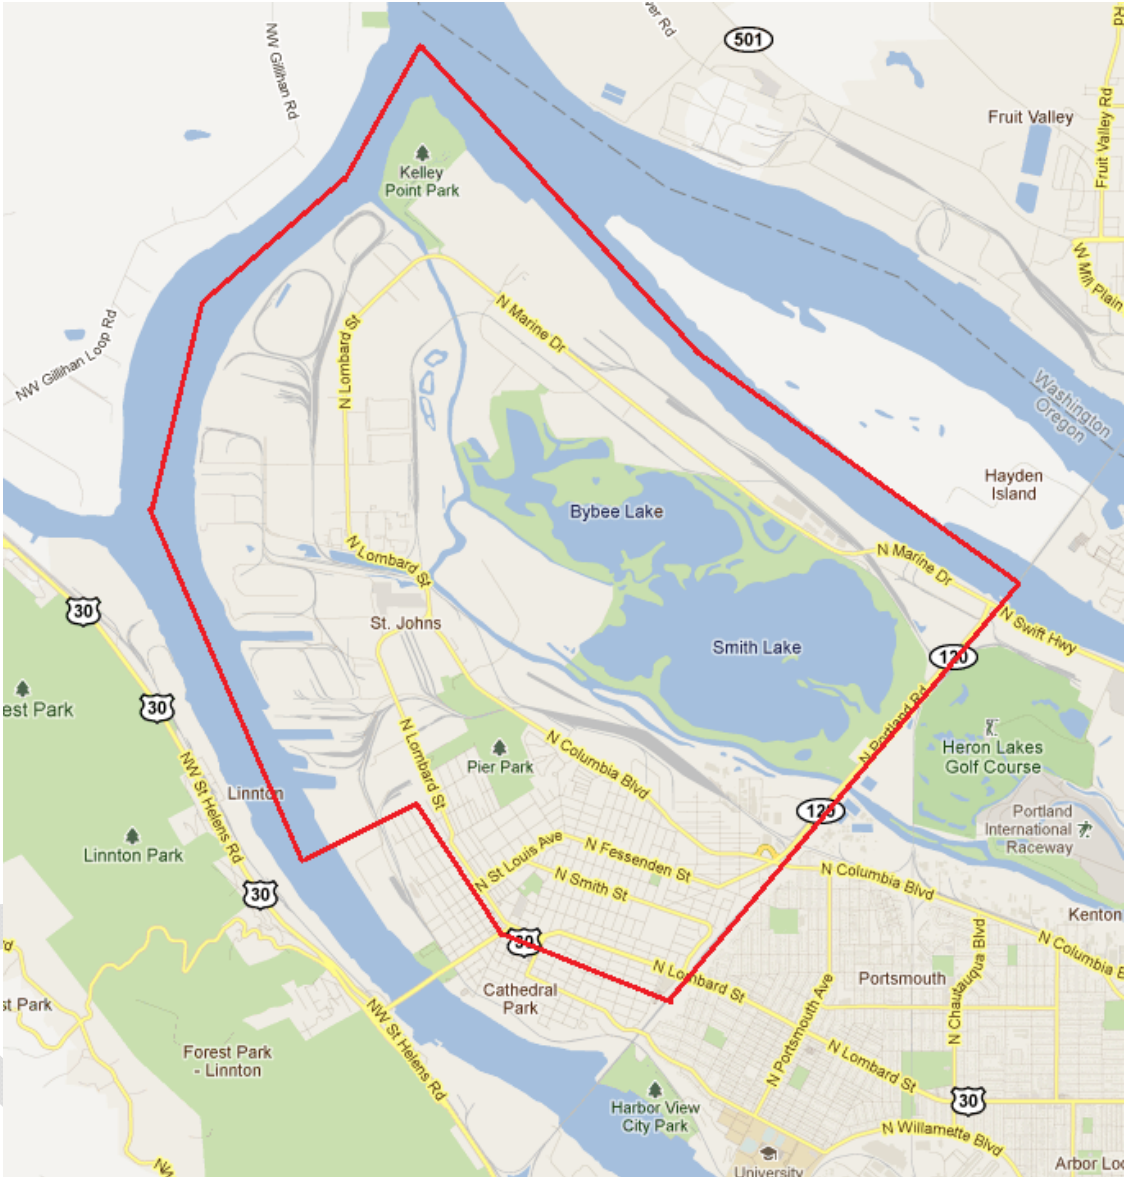 ver Rd
Rd
501
NW Gillihan Rd
Fruit Valley
Fruit Valley Rd
Kelley
Point Park
W Mill Plain
N Marine Dr
N Lombard St
NW Gillihan Loop Rd
Washington
Oregon
Hayden
Island
Bybee Lake
N Lombard St
N Marine Dr
30
St. Johns
N Swift Hwy
Smith Lake
120
est Park
30
N Portland Rd
N Lombard St
N Columbia Blvd
Heron Lakes
Golf Course
Pier Park
NW St Helens Rd
Linnton
120
Portland
International
Raceway
Linnton Park
N St Louis Ave
N Fessenden St
N Smith St
N Columbia Blvd
30
Kenton
30
N Columbia B
N Lombard St
Portsmouth
N Chautauqua Blvd
Cathedral
Park
N Portsmouth Ave
st Park
NW St Helens Rd
Forest Park
- Linnton
N Lombard St
30
Harbor View
City Park
N Willamette Blvd
University
Arbor Lo